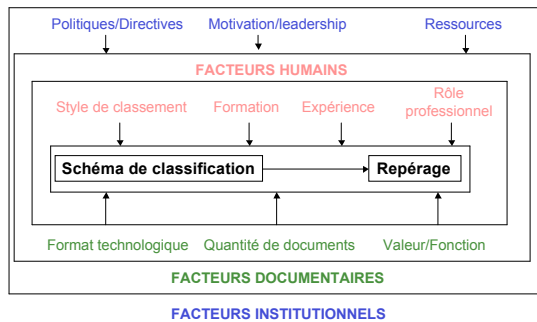 Politiques/Directives Motivation/leadership Ressources
FACTEURS HUMAINS
Style de classement Formation Expérience Rôle professionnel
Schéma de classification Repérage
Format technologique Quantité de documents Valeur/Fonction
FACTEURS DOCUMENTAIRES
FACTEURS INSTITUTIONNELS